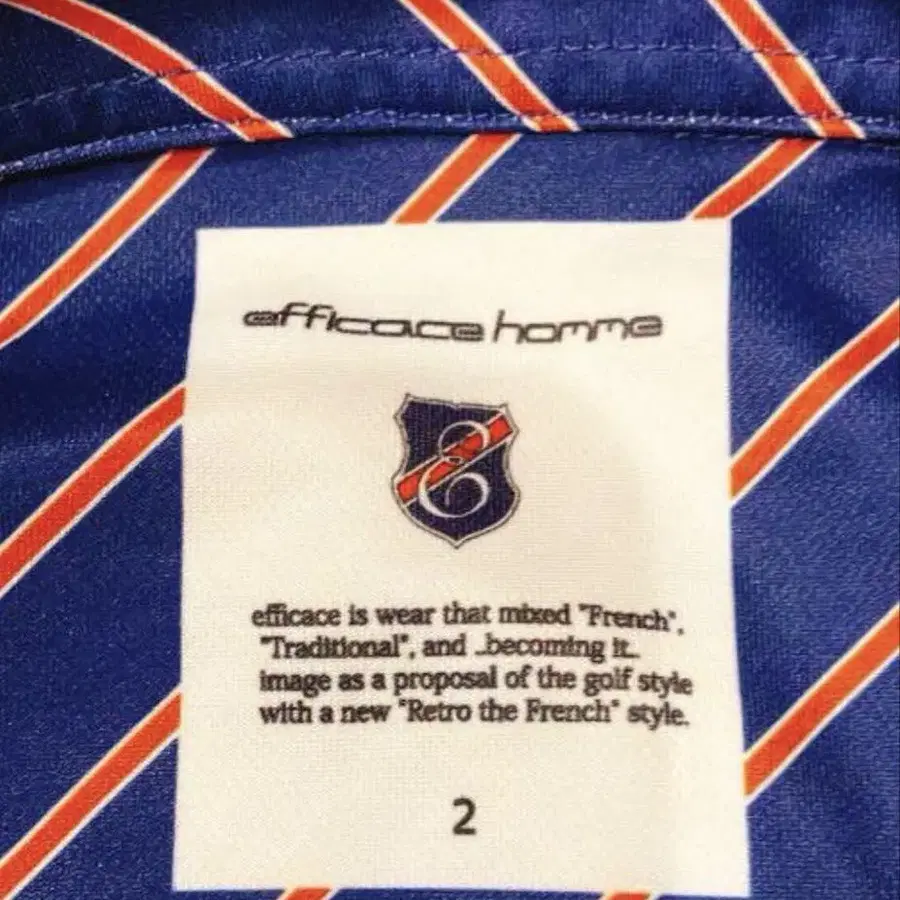 efficace homme
E
efficace is wear that mixed "French",
"Traditional", and ..becoming it..
image as a proposal of the golf style
with a new "Retro the French" style.
2